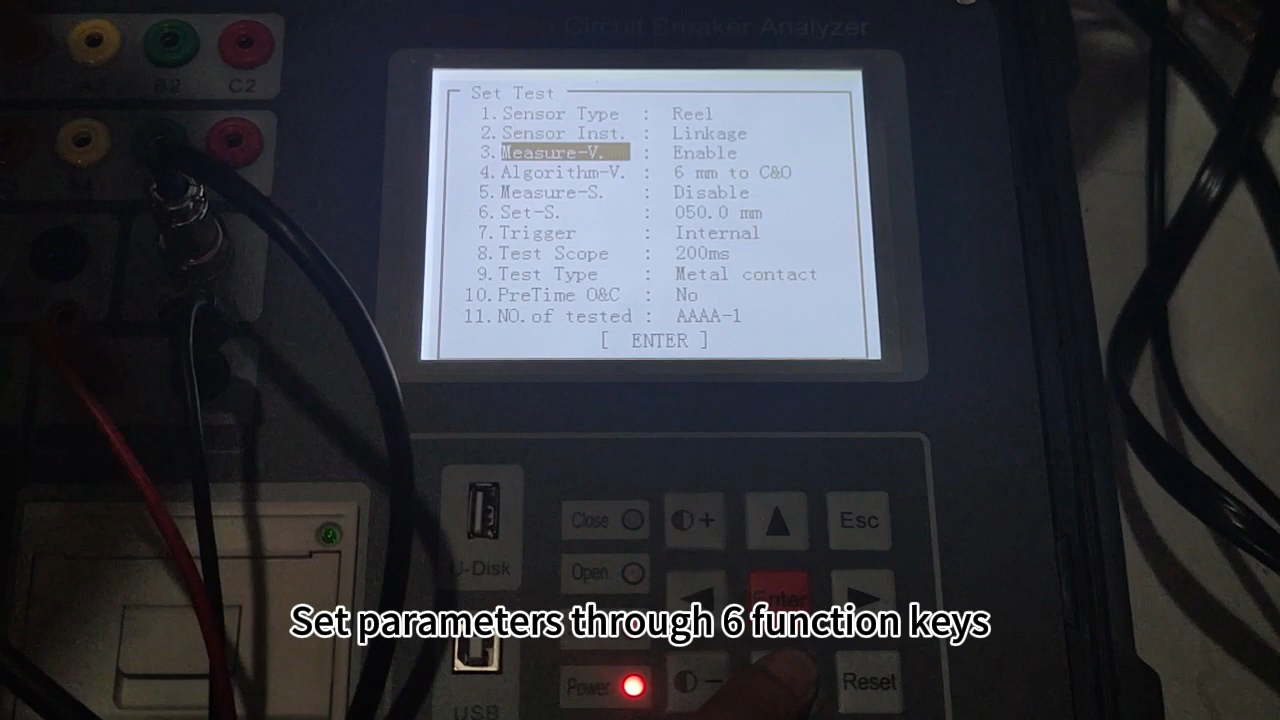 Circuit Breaker Analyzer
A2 B2 C2
Set Test
1. Sensor Type : Reel
2. Sensor Inst. : Linkage
3. Measure-V. : Enable
4. Algorithm-V. : 6 mm to C&O
5. Measure-S. : Disable
6. Set-S. : 050.0 mm
7. Trigger : Internal
8. Test Scope : 200ms
9. Test Type : Metal contact
10. PreTime O&C : No
11. NO. of tested : AAAA-1
[ ENTER ]
Close + Esc
U-Disk
Open
Enter
Set parameters through 6 function keys
Power - Reset
USB